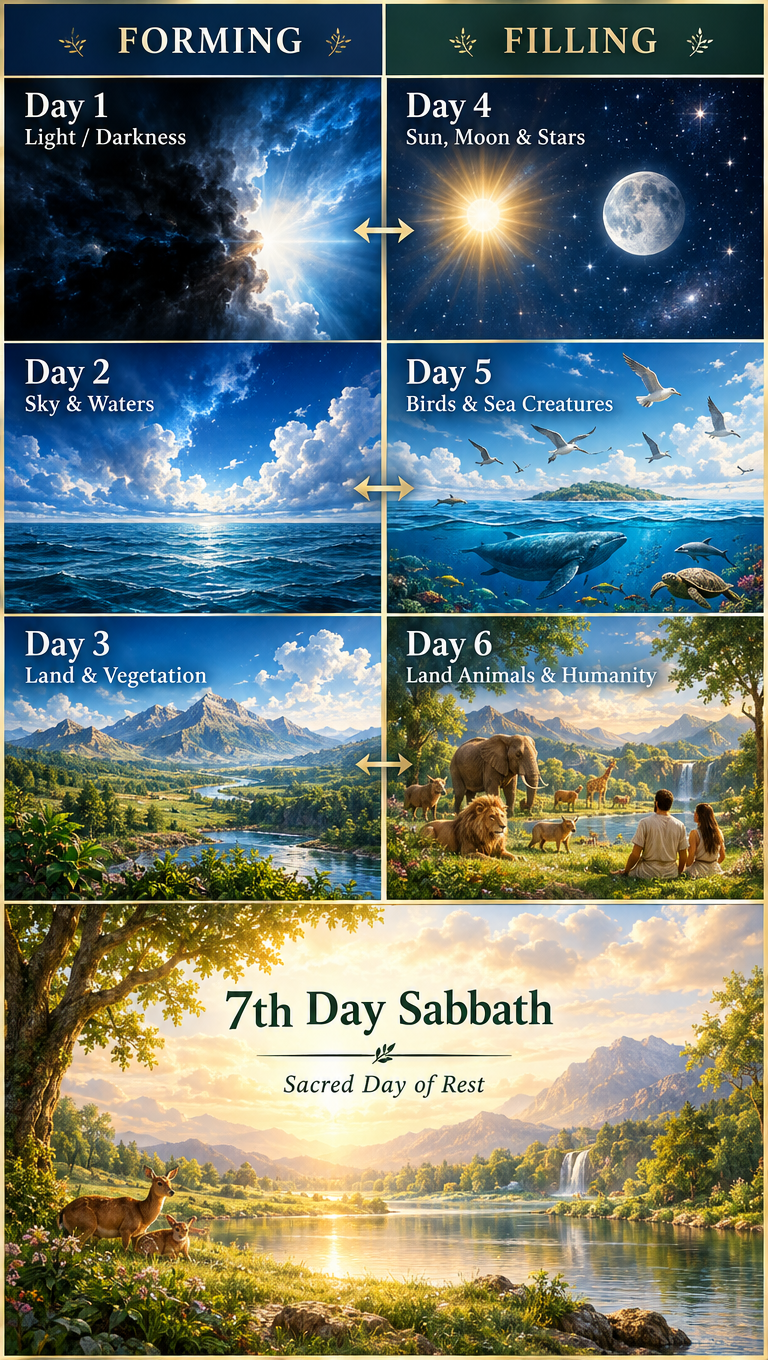 FORMING
FILLING
Day 1
Light / Darkness
Day 4
Sun, Moon & Stars
Day 2
Sky & Waters
Day 5
Birds & Sea Creatures
Day 3
Land & Vegetation
Day 6
Land Animals & Humanity
7th Day Sabbath
Sacred Day of Rest